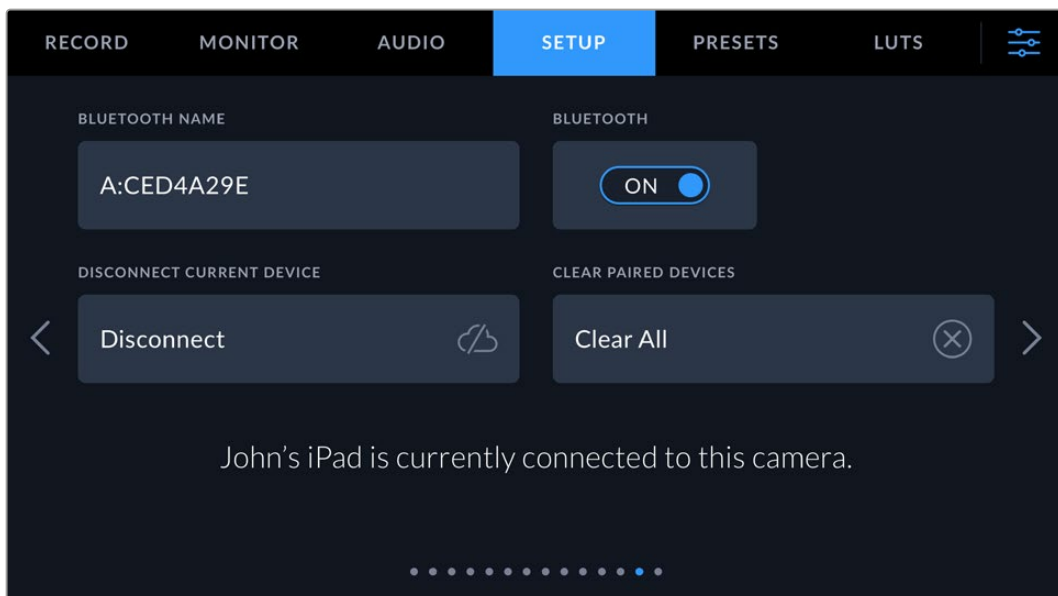 RECORD MONITOR AUDIO SETUP PRESETS LUTS
BLUETOOTH NAME BLUETOOTH
A:CED4A29E ON
DISCONNECT CURRENT DEVICE CLEAR PAIRED DEVICES
Disconnect Clear All
John’s iPad is currently connected to this camera.